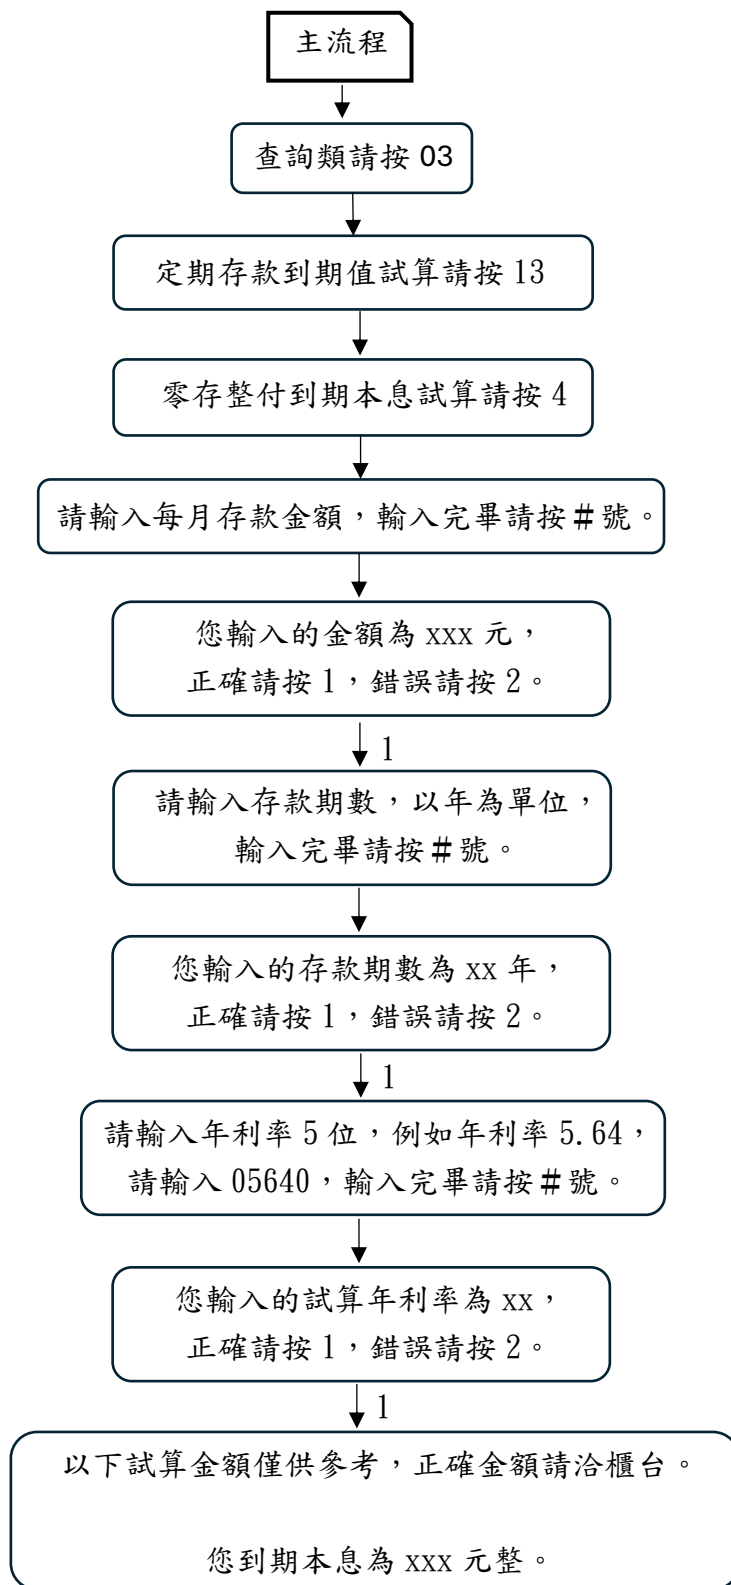 主流程
查詢類請按 03
定期存款到期值試算請按 13
零存整付到期本息試算請按 4
請輸入每月存款金額，輸入完畢請按＃號。
您輸入的金額為 xxx 元，
正確請按 1，錯誤請按 2。
1
請輸入存款期數，以年為單位，
輸入完畢請按＃號。
您輸入的存款期數為 xx 年，
正確請按 1，錯誤請按 2。
1
請輸入年利率 5 位，例如年利率 5.64，
請輸入 05640，輸入完畢請按＃號。
您輸入的試算年利率為 xx，
正確請按 1，錯誤請按 2。
1
以下試算金額僅供參考，正確金額請洽櫃台。
您到期本息為 xxx 元整。